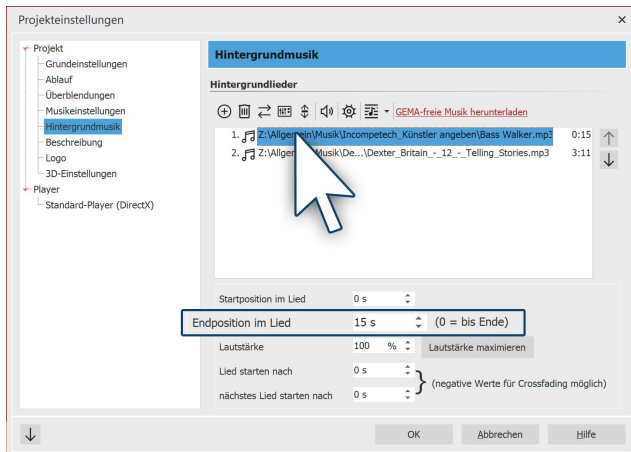 Projekteinstellungen
Projekt
Grundeinstellungen
Ablauf
Überblendungen
Musikeinstellungen
Hintergrundmusik
Beschreibung
Logo
3D-Einstellungen
Player
Standard-Player (DirectX)
Hintergrundmusik
Hintergrundlieder
GEMA-freie Musik herunterladen
1. Z:\Allgemein\Musik\Incompetech_Künstler angeben\Bass Walker.mp3 0:15
2. Z:\Allgemein\Musik\De...\Dexter_Britain_-_12_-_Telling_Stories.mp3 3:11
Startposition im Lied 0 s
Endposition im Lied 15 s (0 = bis Ende)
Lautstärke 100 % Lautstärke maximieren
Lied starten nach 0 s
(negative Werte für Crossfading möglich)
nächstes Lied starten nach 0 s
OK Abbrechen Hilfe